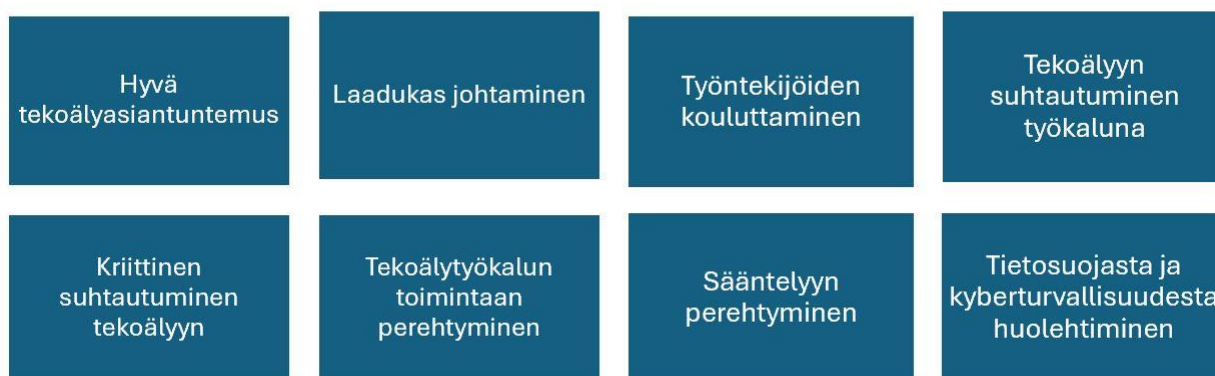 Hyvä
tekoälyasiantuntemus
Laadukas johtaminen
Työntekijöiden
kouluttaminen
Tekoälyyn
suhtautuminen
työkaluna
Kriittinen
suhtautuminen
tekoälyyn
Tekoälytyökalun
toimintaan
perehtyminen
Sääntelyyn
perehtyminen
Tietosuojasta ja
kyberturvallisuudesta
huolehtiminen